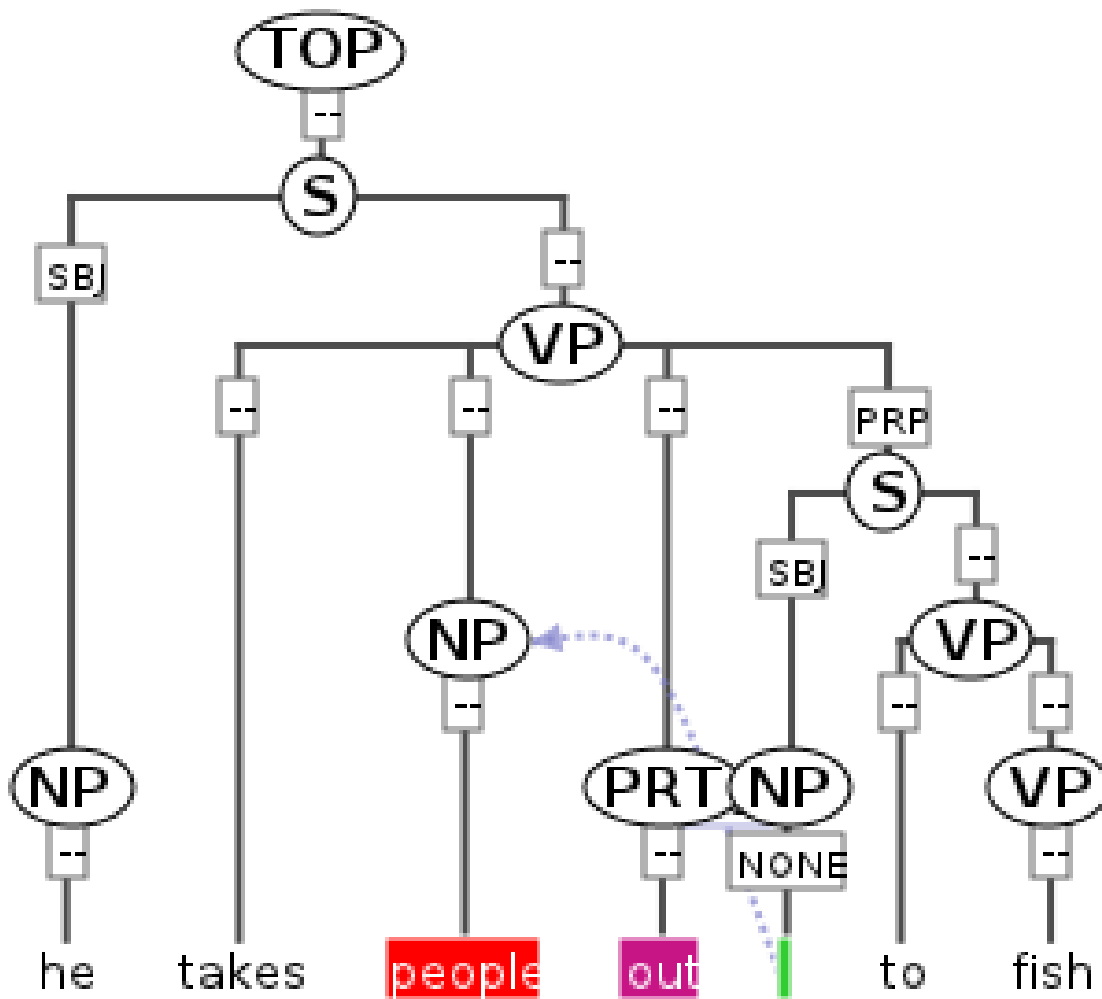 TOP
--
S
SBJ --
VP
-- -- -- PRP
S
SBJ --
NP VP
-- -- --
NP PRT NP VP
-- -- NONE --
he takes people out to fish